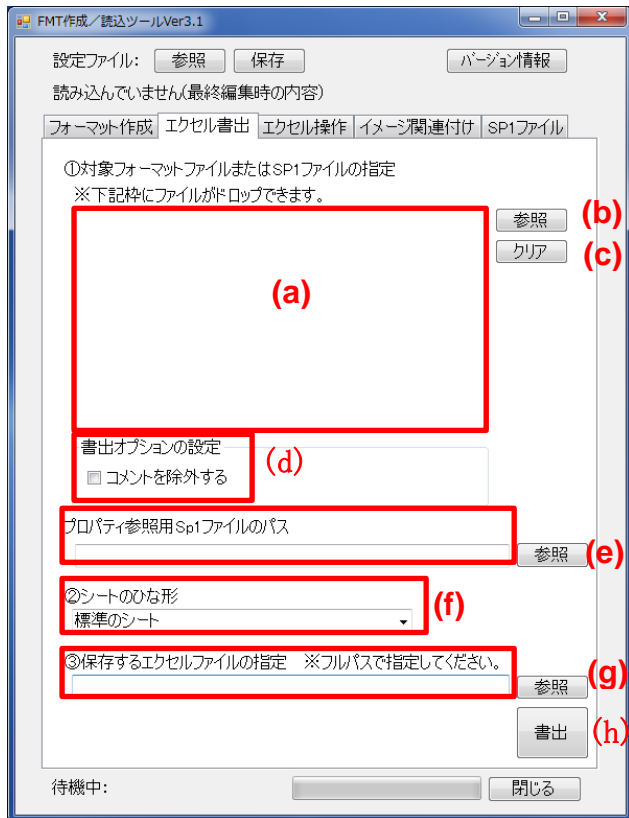 FMT作成／読込ツールVer3.1
設定ファイル： 参照 保存 バージョン情報
読み込んでいません(最終編集時の内容)
フォーマット作成 エクセル書出 エクセル操作 イメージ関連付け SP1ファイル
①対象フォーマットファイルまたはSP1ファイルの指定
※下記枠にファイルがドロップできます。
参照 (b)
クリア (c)
(a)
書出オプションの設定
コメントを除外する (d)
プロパティ参照用Sp1ファイルのパス
参照 (e)
②シートのひな形
標準のシート (f)
③保存するエクセルファイルの指定　※フルパスで指定してください。
参照 (g)
書出 (h)
待機中： 閉じる